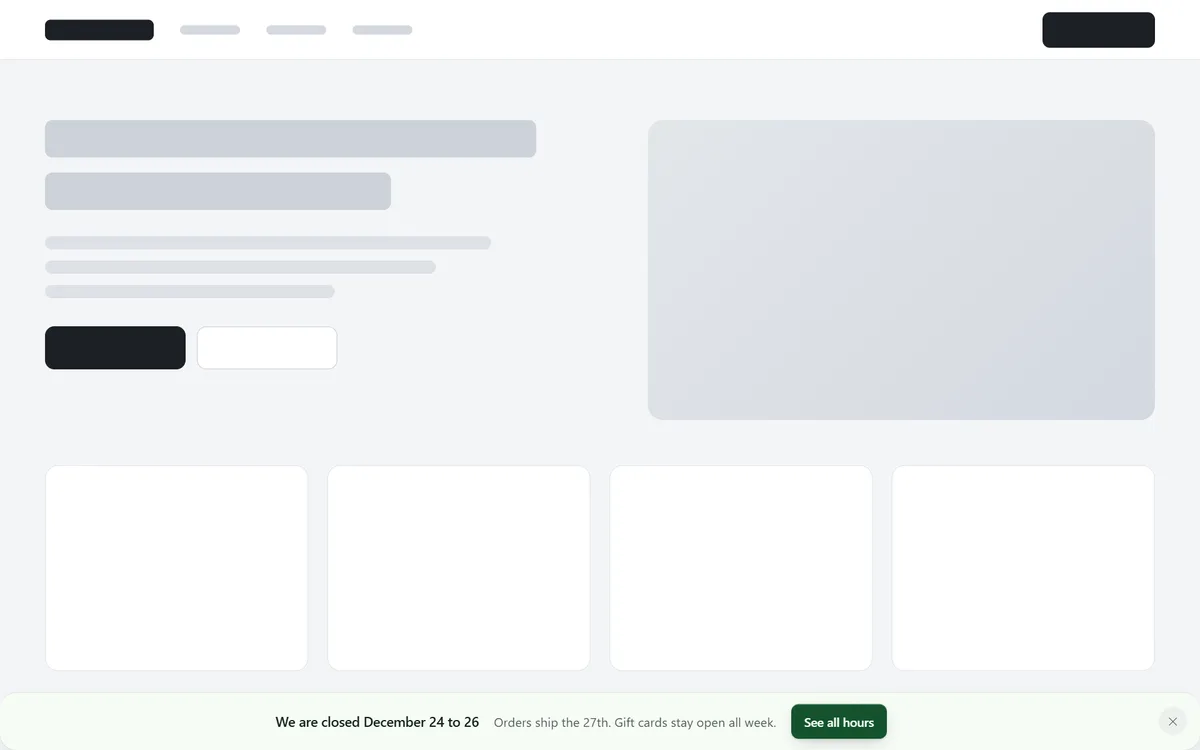 We are closed December 24 to 26
Orders ship the 27th. Gift cards stay open all week.
See all hours